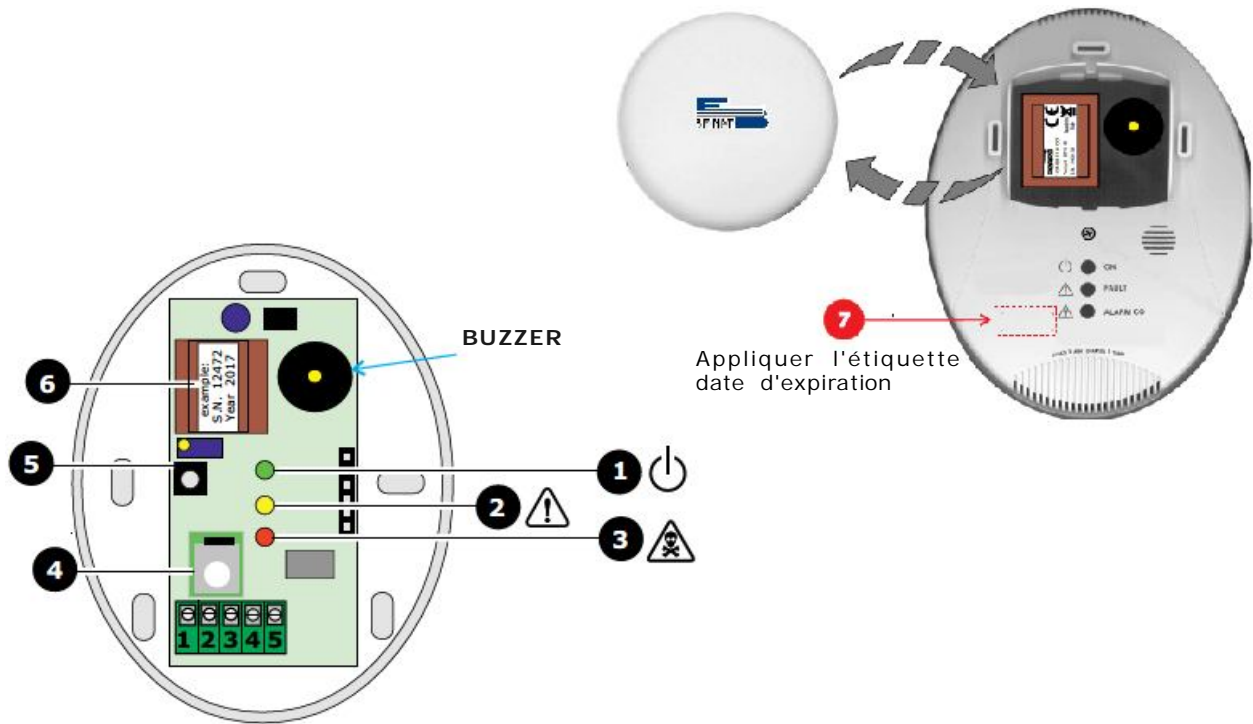 BUZZER
example:
S.N. 12472
Year 2017
6
5
4
1
2
3
1 2 3 4 5
CE
ON
FAULT
ALARM CO
7
Appliquer l'étiquette
date d'expiration